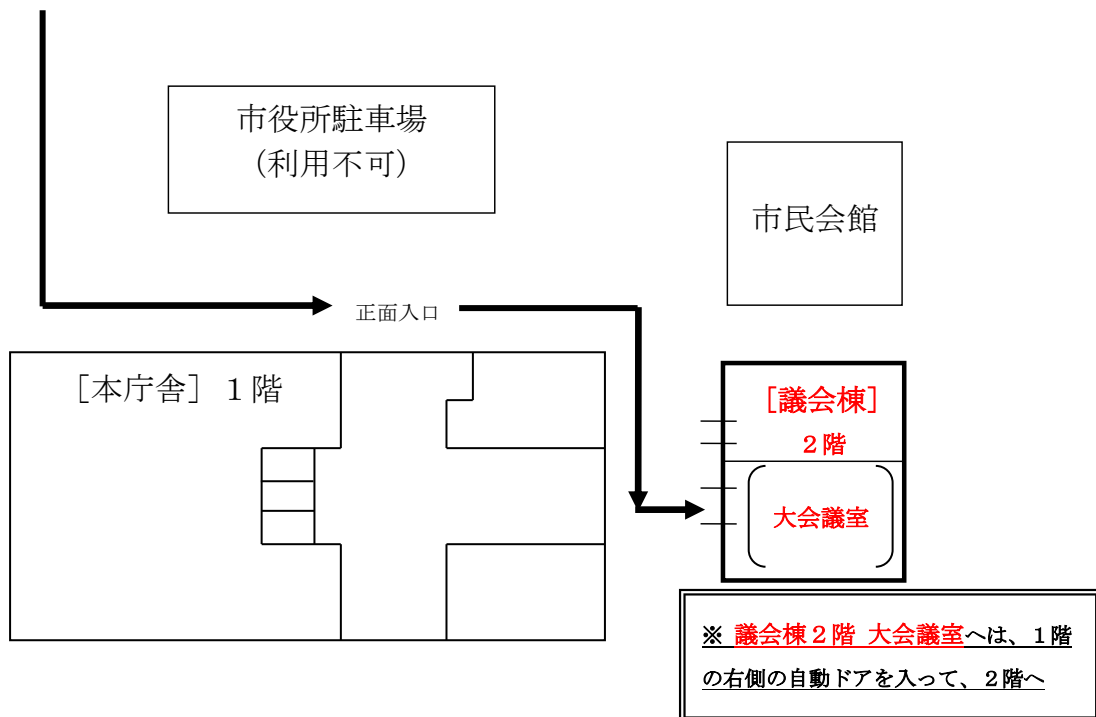 市役所駐車場
(利用不可)
市民会館
正面入口
［本庁舎］１階
［議会棟］
２階
大会議室
※ 議会棟２階 大会議室へは、１階
の右側の自動ドアを入って、２階へ